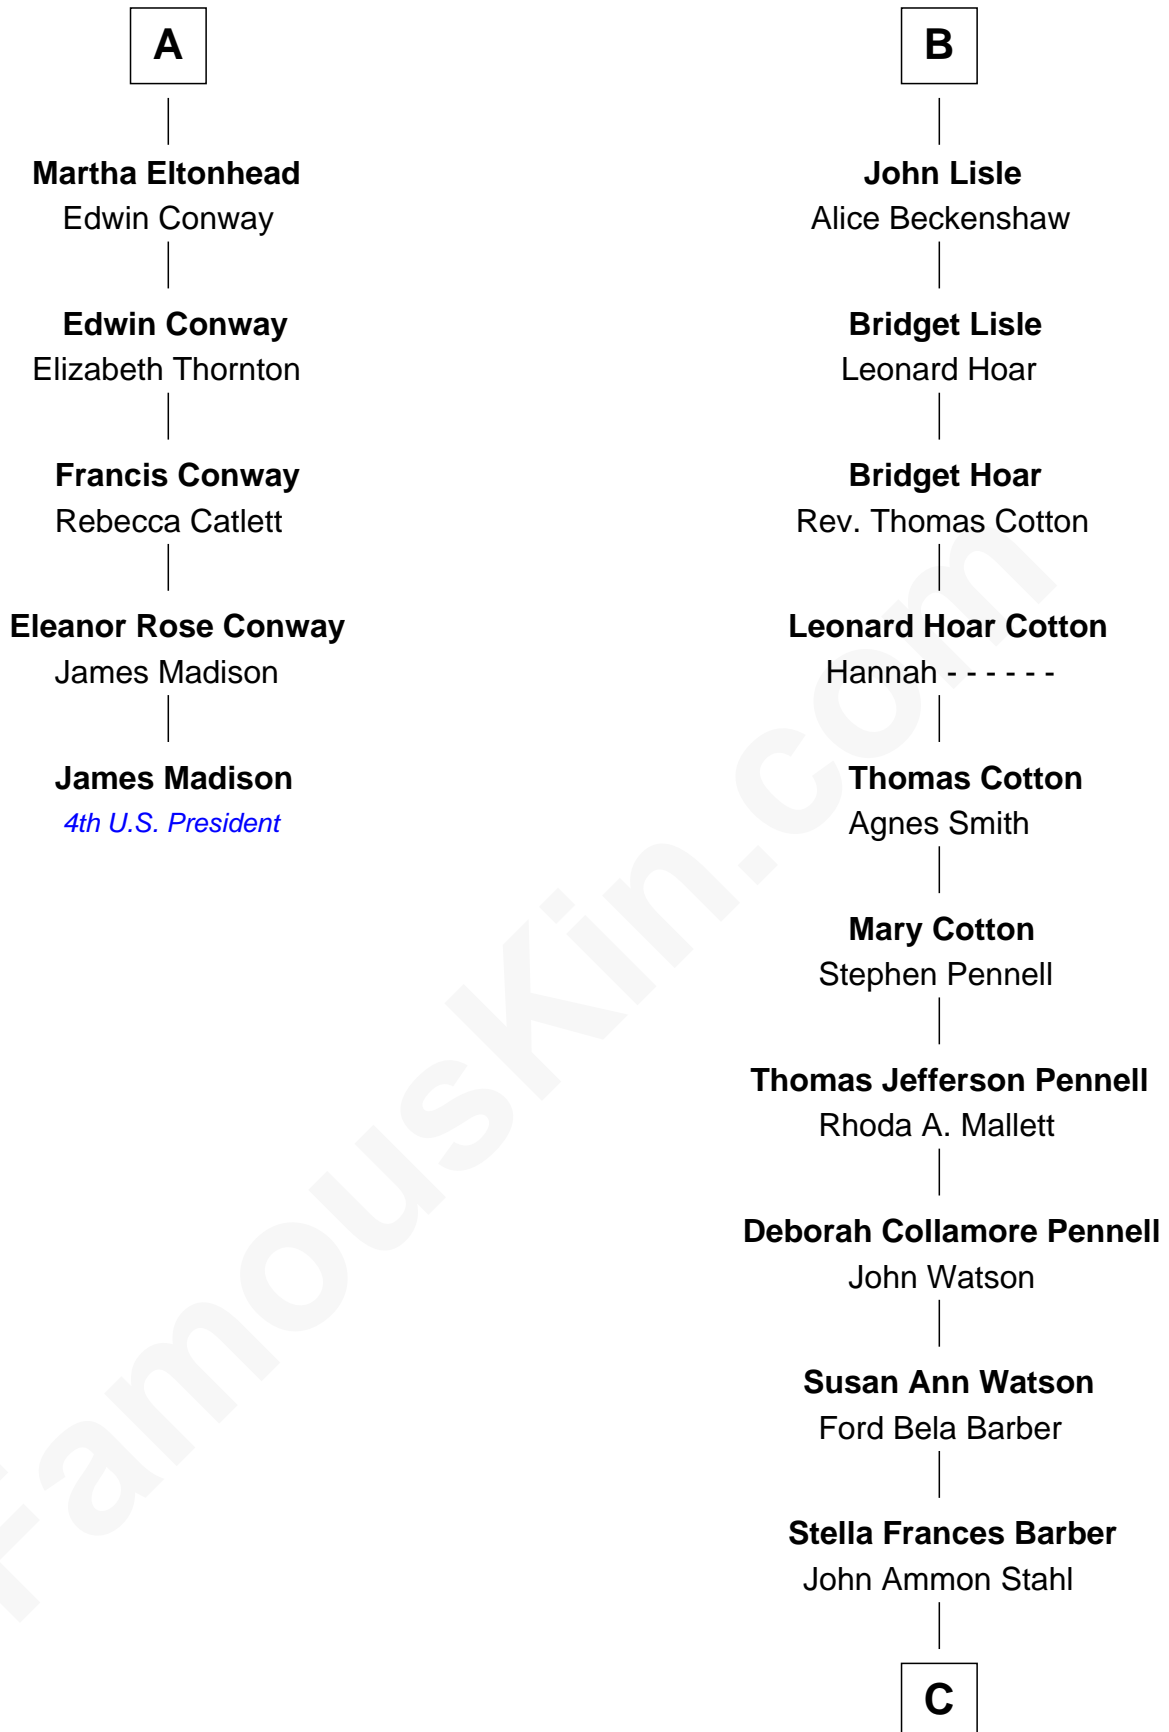 A
Martha Eltonhead
Edwin Conway
Edwin Conway
Elizabeth Thornton
Francis Conway
Rebecca Catlett
Eleanor Rose Conway
James Madison
James Madison
4th U.S. President
B
John Lisle
Alice Beckenshaw
Bridget Lisle
Leonard Hoar
Bridget Hoar
Rev. Thomas Cotton
Leonard Hoar Cotton
Hannah - - - - - -
Thomas Cotton
Agnes Smith
Mary Cotton
Stephen Pennell
Thomas Jefferson Pennell
Rhoda A. Mallett
Deborah Collamore Pennell
John Watson
Susan Ann Watson
Ford Bela Barber
Stella Frances Barber
John Ammon Stahl
C
FamousKin.com